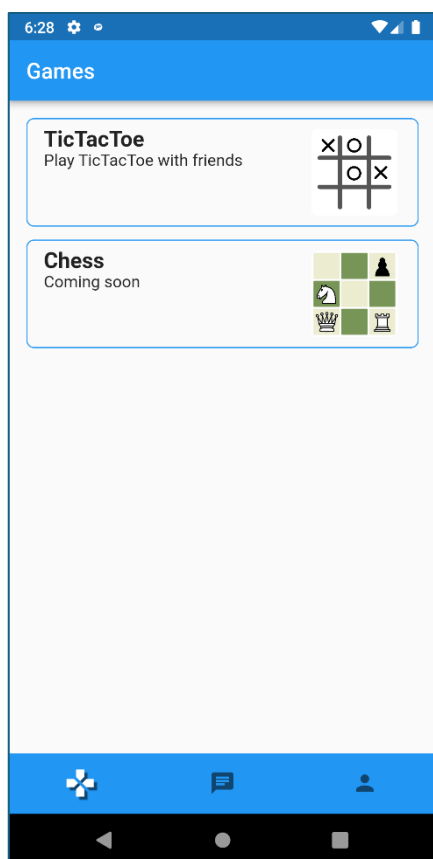 6:28
Games
TicTacToe
Play TicTacToe with friends
Chess
Coming soon